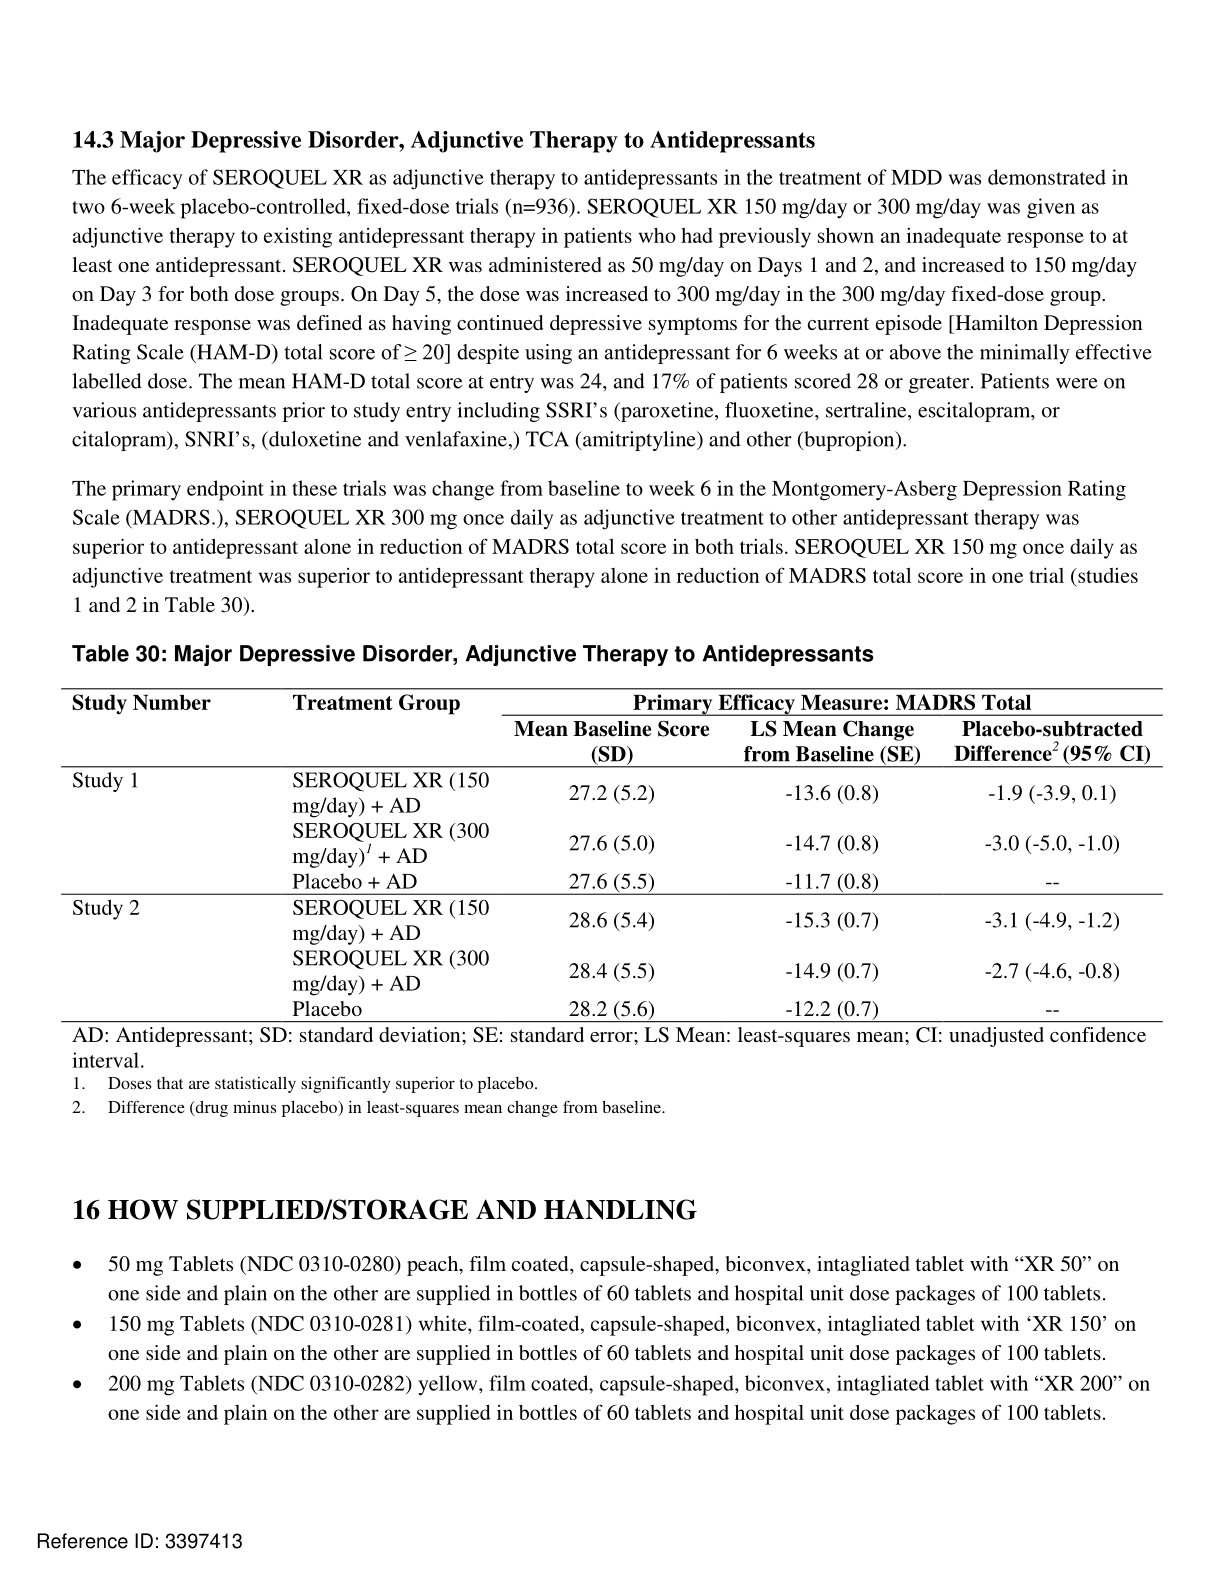 14.3 Major Depressive Disorder, Adjunctive Therapy to Antidepressants
The efficacy of SEROQUEL XR as adjunctive therapy to antidepressants in the treatment of MDD was demonstrated in
two 6-week placebo-controlled, fixed-dose trials (n=936). SEROQUEL XR 150 mg/day or 300 mg/day was given as
adjunctive therapy to existing antidepressant therapy in patients who had previously shown an inadequate response to at
least one antidepressant. SEROQUEL XR was administered as 50 mg/day on Days 1 and 2, and increased to 150 mg/day
on Day 3 for both dose groups. On Day 5, the dose was increased to 300 mg/day in the 300 mg/day fixed-dose group.
Inadequate response was defined as having continued depressive symptoms for the current episode [Hamilton Depression
Rating Scale (HAM-D) total score of ≥ 20] despite using an antidepressant for 6 weeks at or above the minimally effective
labelled dose. The mean HAM-D total score at entry was 24, and 17% of patients scored 28 or greater. Patients were on
various antidepressants prior to study entry including SSRI’s (paroxetine, fluoxetine, sertraline, escitalopram, or
citalopram), SNRI’s, (duloxetine and venlafaxine,) TCA (amitriptyline) and other (bupropion).
The primary endpoint in these trials was change from baseline to week 6 in the Montgomery-Asberg Depression Rating
Scale (MADRS.), SEROQUEL XR 300 mg once daily as adjunctive treatment to other antidepressant therapy was
superior to antidepressant alone in reduction of MADRS total score in both trials. SEROQUEL XR 150 mg once daily as
adjunctive treatment was superior to antidepressant therapy alone in reduction of MADRS total score in one trial (studies
1 and 2 in Table 30).
Table 30: Major Depressive Disorder, Adjunctive Therapy to Antidepressants
Study Number Treatment Group Primary Efficacy Measure: MADRS Total
Mean Baseline Score LS Mean Change Placebo-subtracted
(SD) from Baseline (SE) Difference2 (95% CI)
Study 1 SEROQUEL XR (150
mg/day) + AD 27.2 (5.2) -13.6 (0.8) -1.9 (-3.9, 0.1)
SEROQUEL XR (300
mg/day)1 + AD 27.6 (5.0) -14.7 (0.8) -3.0 (-5.0, -1.0)
Placebo + AD 27.6 (5.5) -11.7 (0.8) --
Study 2 SEROQUEL XR (150
mg/day) + AD 28.6 (5.4) -15.3 (0.7) -3.1 (-4.9, -1.2)
SEROQUEL XR (300
mg/day) + AD 28.4 (5.5) -14.9 (0.7) -2.7 (-4.6, -0.8)
Placebo 28.2 (5.6) -12.2 (0.7) --
AD: Antidepressant; SD: standard deviation; SE: standard error; LS Mean: least-squares mean; CI: unadjusted confidence
interval.
1. Doses that are statistically significantly superior to placebo.
2. Difference (drug minus placebo) in least-squares mean change from baseline.
16 HOW SUPPLIED/STORAGE AND HANDLING
• 50 mg Tablets (NDC 0310-0280) peach, film coated, capsule-shaped, biconvex, intagliated tablet with “XR 50” on
one side and plain on the other are supplied in bottles of 60 tablets and hospital unit dose packages of 100 tablets.
• 150 mg Tablets (NDC 0310-0281) white, film-coated, capsule-shaped, biconvex, intagliated tablet with ‘XR 150’ on
one side and plain on the other are supplied in bottles of 60 tablets and hospital unit dose packages of 100 tablets.
• 200 mg Tablets (NDC 0310-0282) yellow, film coated, capsule-shaped, biconvex, intagliated tablet with “XR 200” on
one side and plain on the other are supplied in bottles of 60 tablets and hospital unit dose packages of 100 tablets.
Reference ID: 3397413